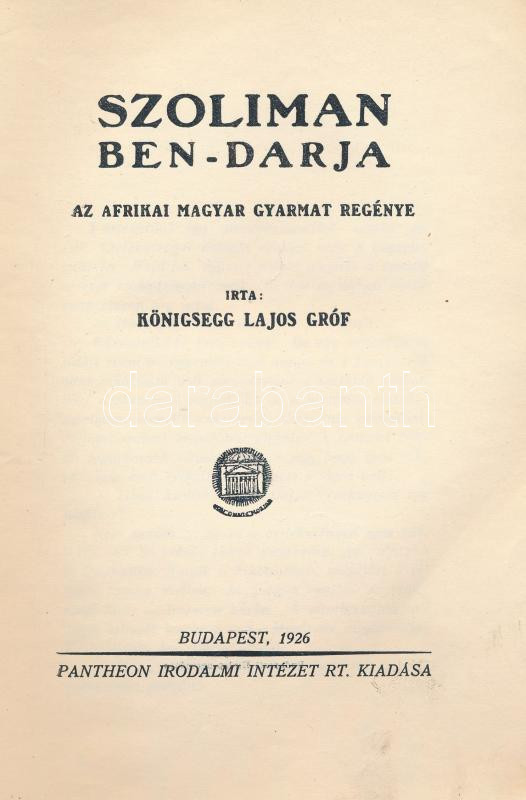 SZOLIMAN
BEN-DARJA
AZ AFRIKAI MAGYAR GYARMAT REGÉNYE
IRTA:
KÖNIGSEGG LAJOS GRÓF
darabanth
BUDAPEST, 1926
PANTHEON IRODALMI INTÉZET RT. KIADÁSA